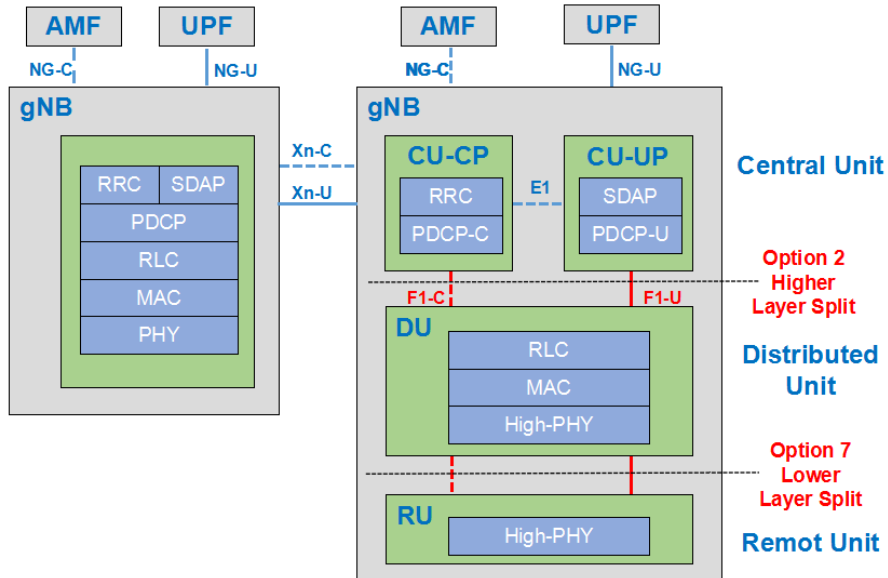 AMF
UPF
NG-C
NG-U
gNB
RRC
SDAP
PDCP
RLC
MAC
PHY
Xn-C
Xn-U
AMF
UPF
NG-C
NG-U
gNB
CU-CP
RRC
PDCP-C
E1
CU-UP
SDAP
PDCP-U
Central Unit
F1-C
F1-U
Option 2
Higher
Layer Split
DU
RLC
MAC
High-PHY
Distributed
Unit
Option 7
Lower
Layer Split
RU
High-PHY
Remot Unit